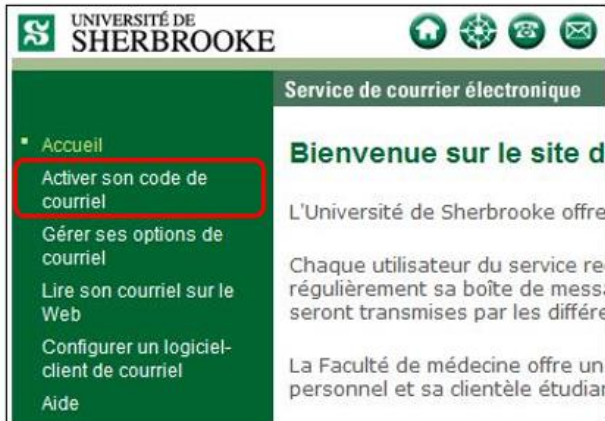 UNIVERSITÉ DE
SHERBROOKE
Service de courrier électronique
Accueil
Activer son code de
courriel
Gérer ses options de
courriel
Lire son courriel sur le
Web
Configurer un logiciel-
client de courriel
Aide
Bienvenue sur le site d
L'Université de Sherbrooke offre
Chaque utilisateur du service re
régulièrement sa boîte de messa
seront transmises par les différe
La Faculté de médecine offre un
personnel et sa clientèle étudian